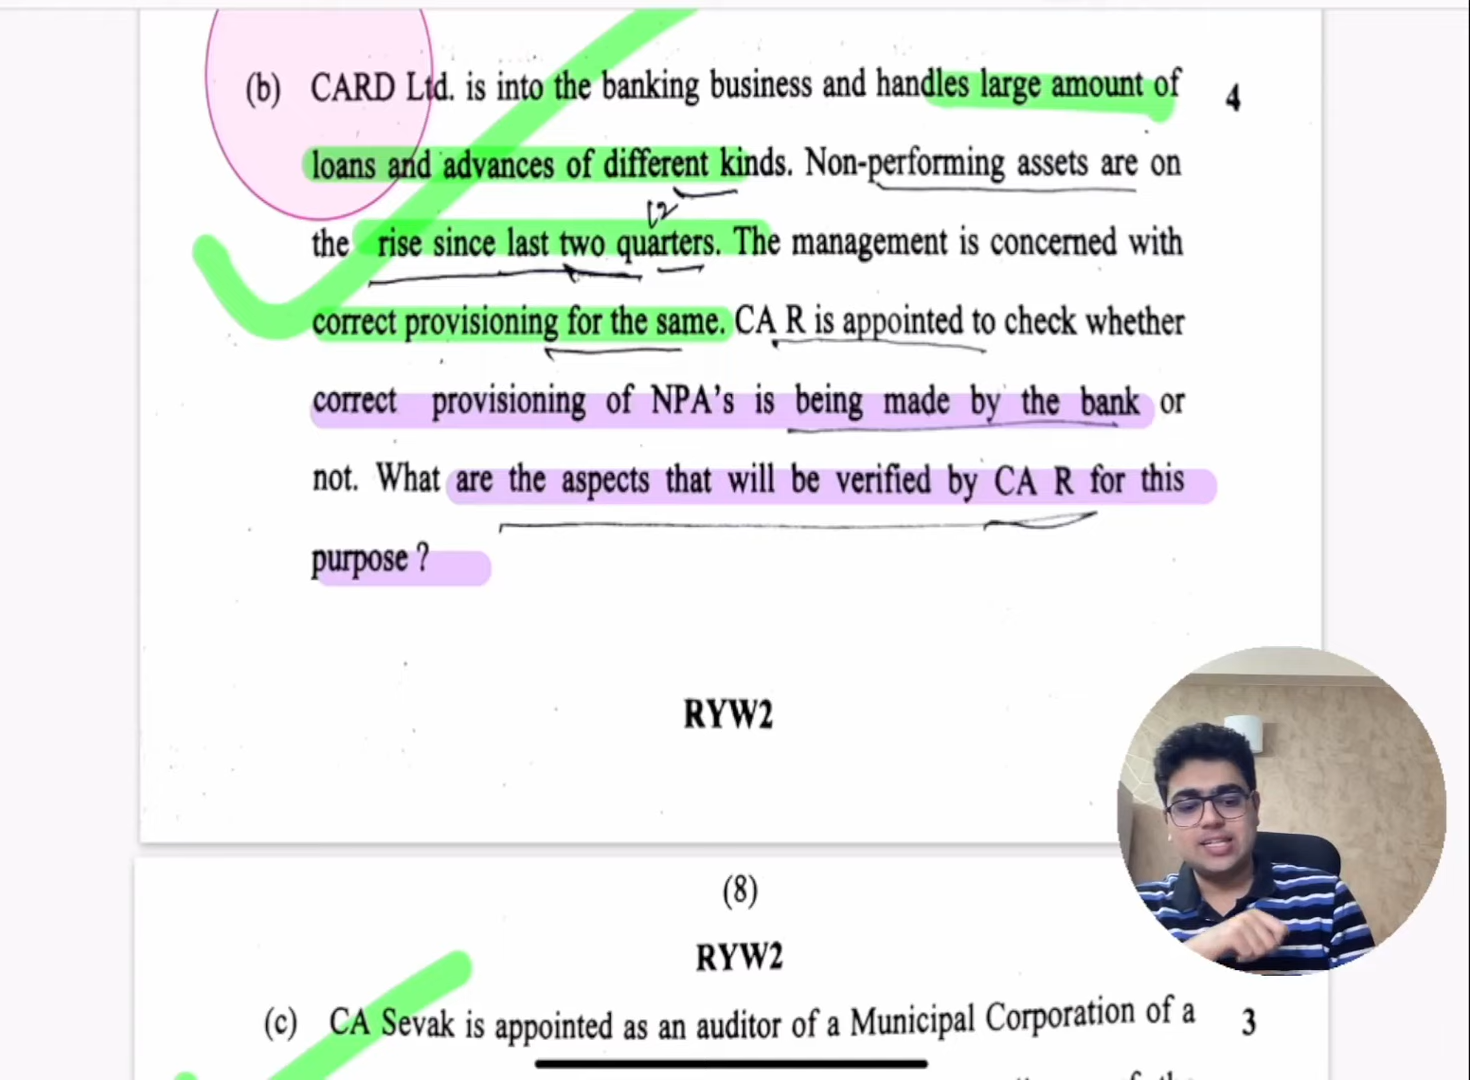 (b) CARD Ltd. is into the banking business and handles large amount of 4
loans and advances of different kinds. Non-performing assets are on
the rise since last two quarters. The management is concerned with
correct provisioning for the same. CA R is appointed to check whether
correct provisioning of NPA's is being made by the bank or
not. What are the aspects that will be verified by CA R for this
purpose ?
RYW2
(8)
RYW2
(c) CA Sevak is appointed as an auditor of a Municipal Corporation of a 3